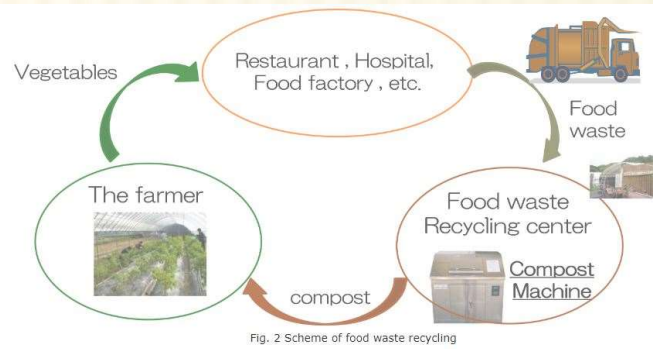 Restaurant , Hospital,
Food factory , etc.
Vegetables
Food
waste
The farmer
Food waste
Recycling center
Compost
Machine
compost
Fig. 2 Scheme of food waste recycling